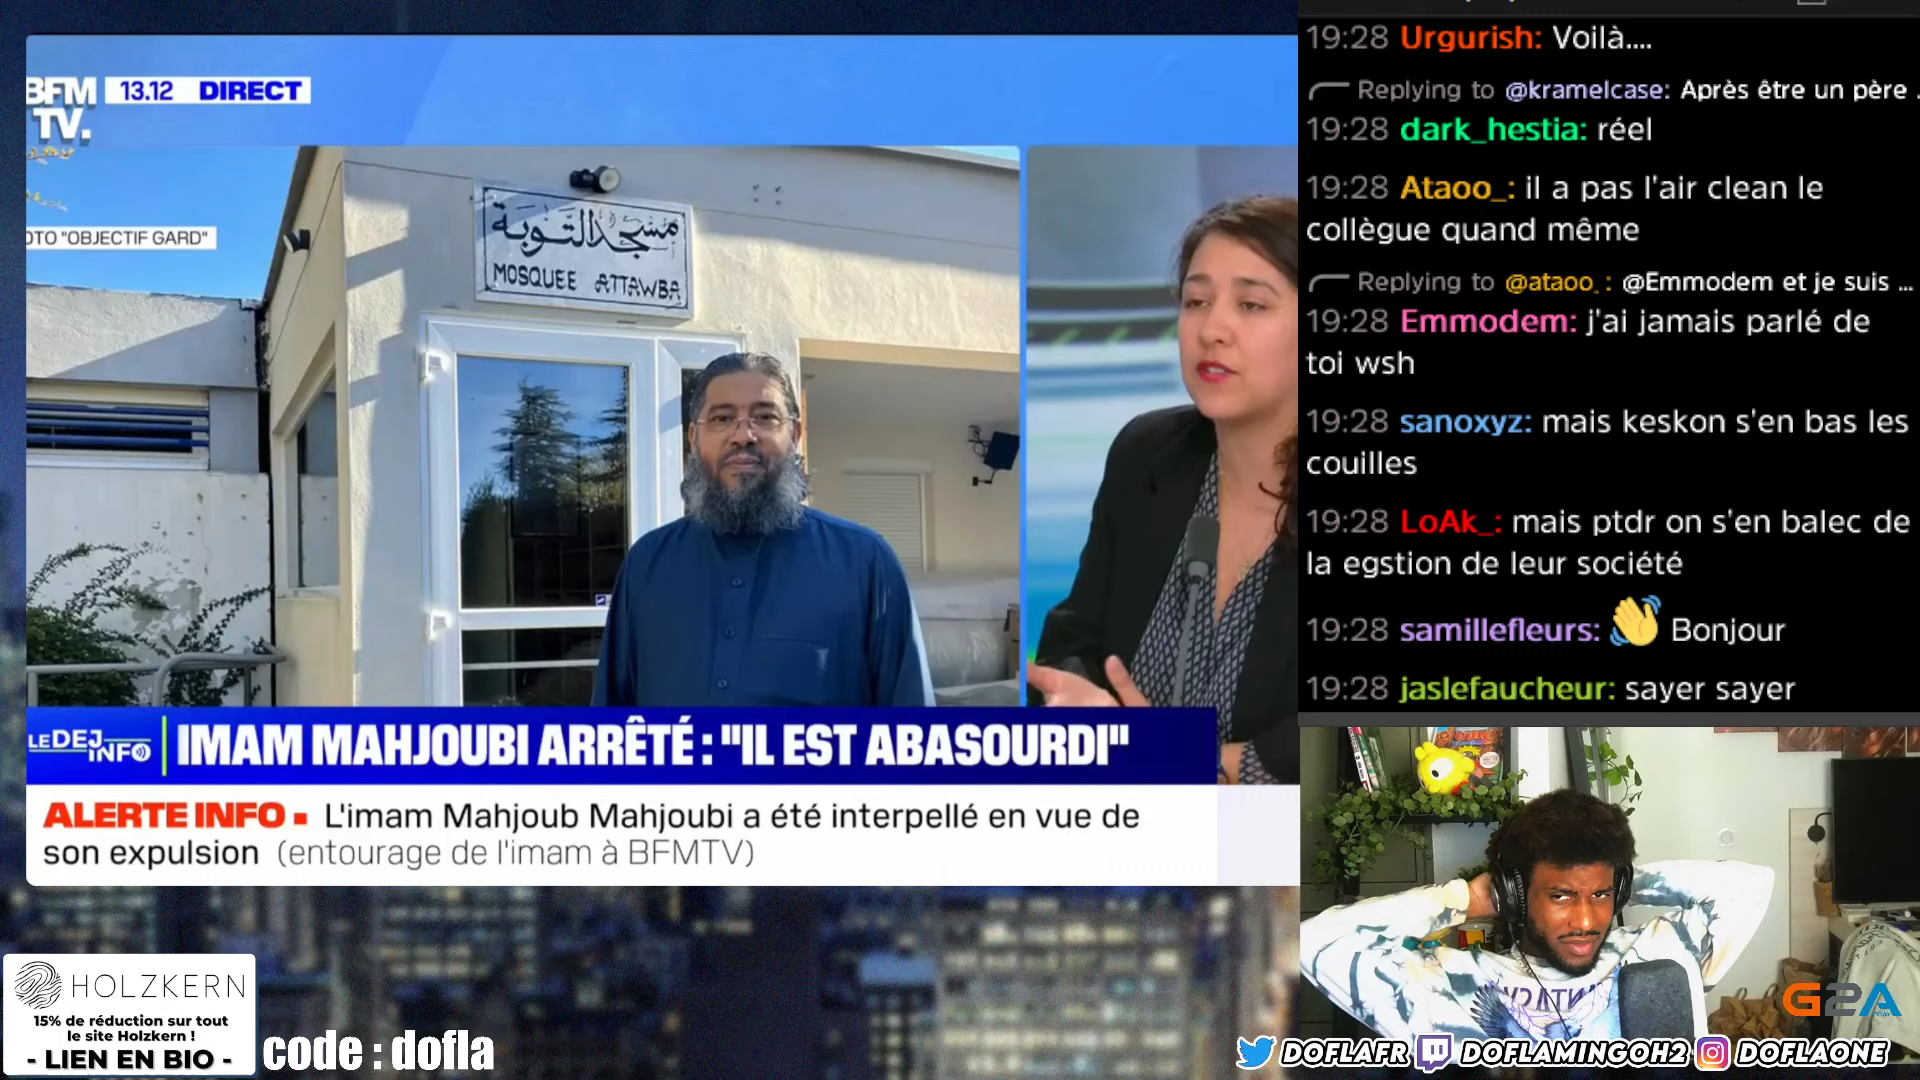 BFM
TV.
13.12 DIRECT
OTO "OBJECTIF GARD"
مسجد التوبة
MOSQUEE ATTAWBA
LE DEJ
INFO
IMAM MAHJOUBI ARRÊTÉ : "IL EST ABASOURDI"
ALERTE INFO L'imam Mahjoub Mahjoubi a été interpellé en vue de
son expulsion (entourage de l'imam à BFMTV)
19:28 Urgurish: Voilà....
Replying to @kramelcase: Après être un père .
19:28 dark_hestia: réel
19:28 Ataoo_: il a pas l'air clean le
collègue quand même
Replying to @ataoo_: @Emmodem et je suis ...
19:28 Emmodem: j'ai jamais parlé de
toi wsh
19:28 sanoxyz: mais keskon s'en bas les
couilles
19:28 LoAk_: mais ptdr on s'en balec de
la egstion de leur société
19:28 samillefleurs: 👋 Bonjour
19:28 jaslefaucheur: sayer sayer
HOLZKERN
15% de réduction sur tout
le site Holzkern !
- LIEN EN BIO -
code : dofla
G2A
DOFLAFR DOFLAMINGOH2 DOFLAONE